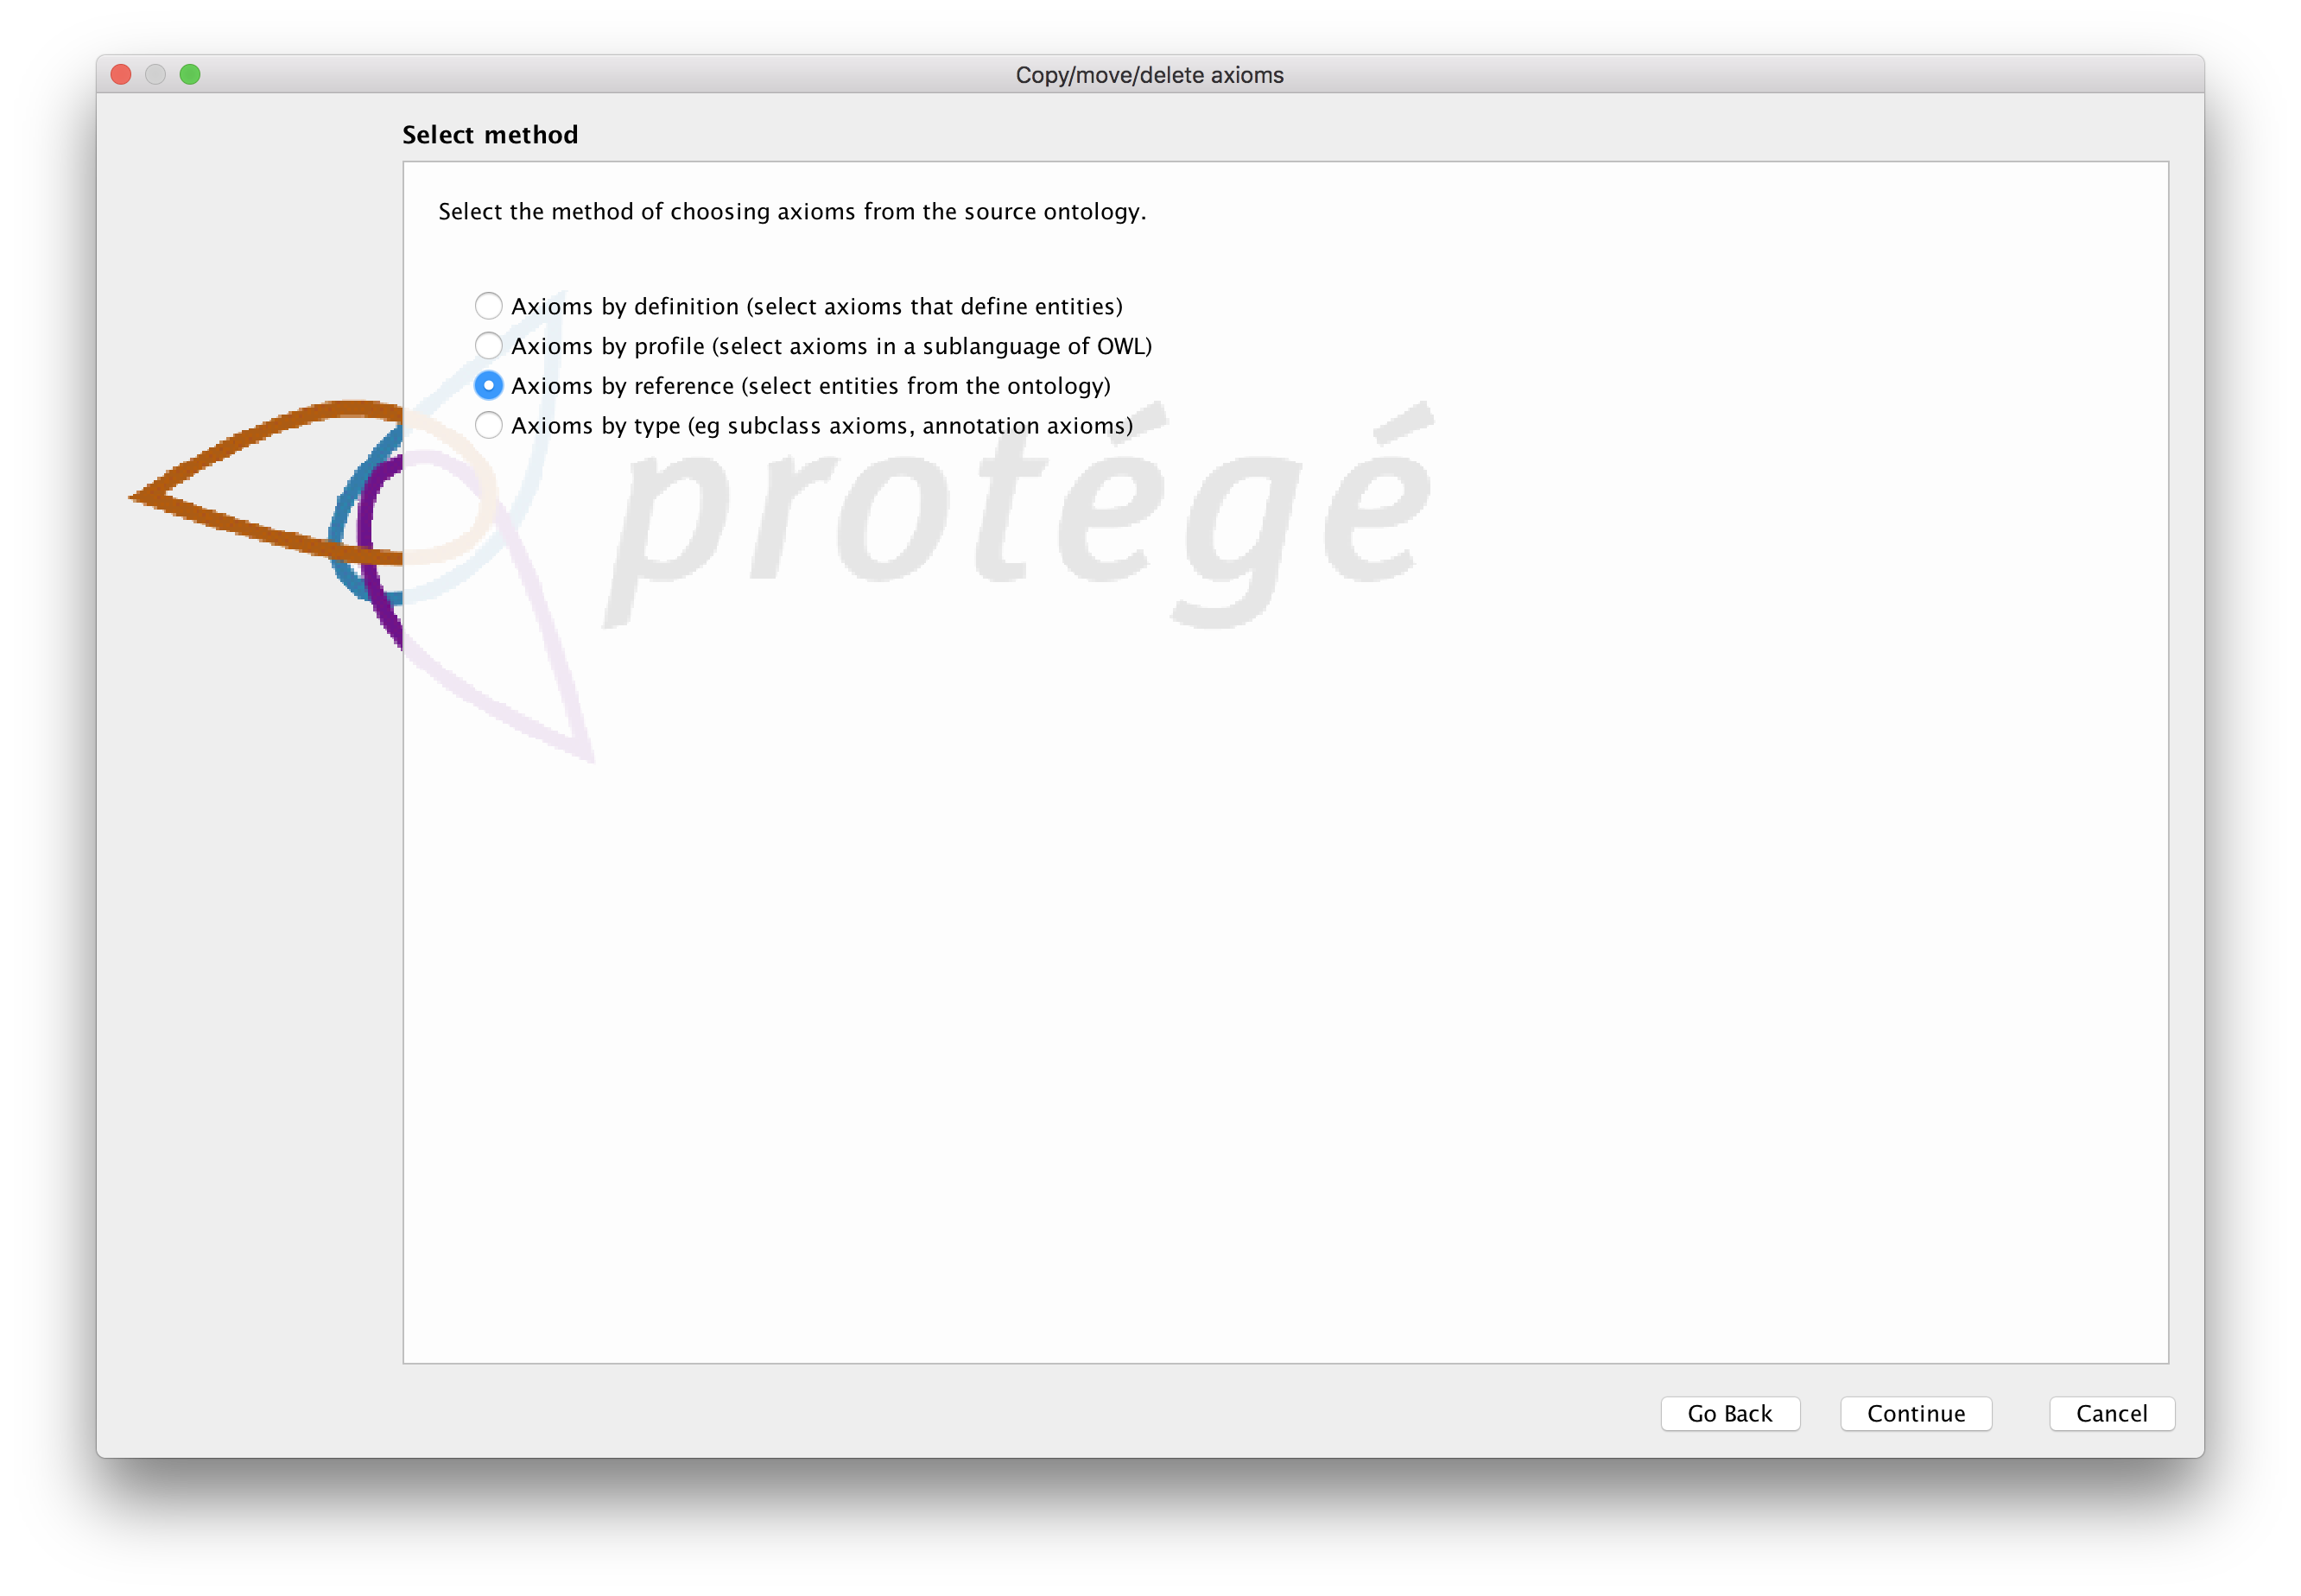 Copy/move/delete axioms
Select method
Select the method of choosing axioms from the source ontology.
Axioms by definition (select axioms that define entities)
Axioms by profile (select axioms in a sublanguage of OWL)
Axioms by reference (select entities from the ontology)
Axioms by type (eg subclass axioms, annotation axioms)
protégé
Go Back
Continue
Cancel